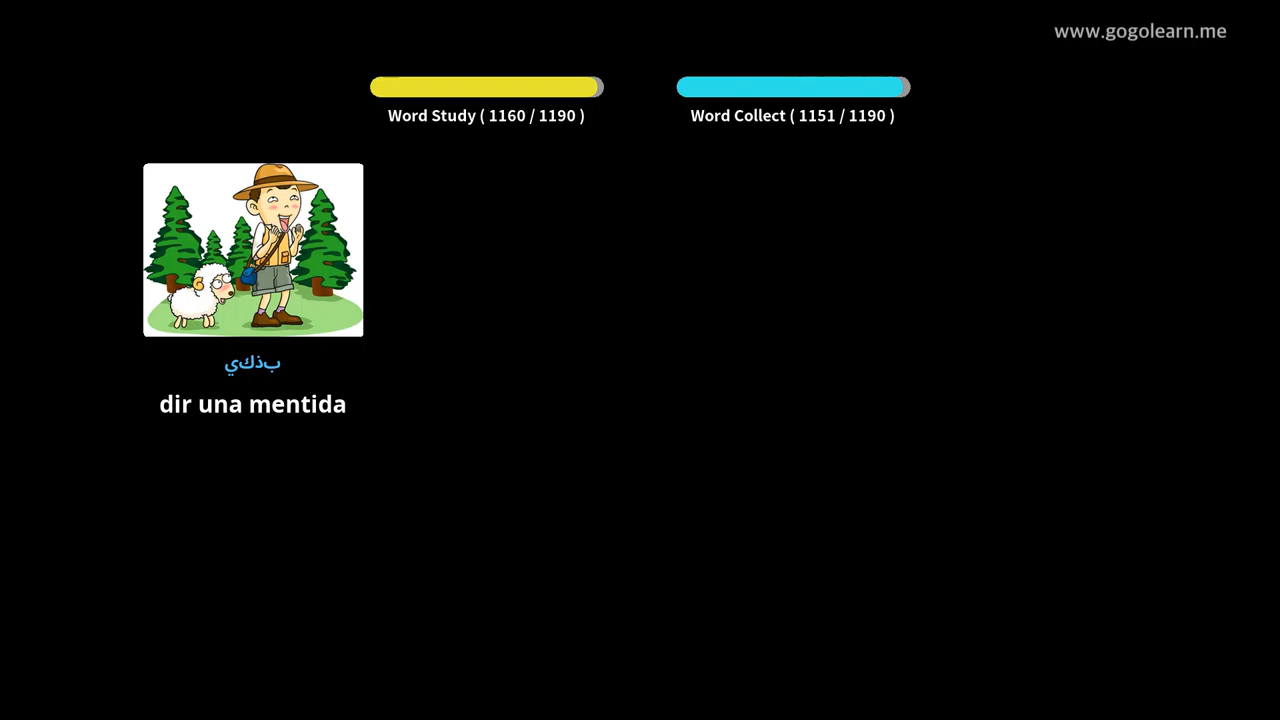 www.gogolearn.me
Word Study ( 1160 / 1190 )
Word Collect ( 1151 / 1190 )
بذكي
dir una mentida